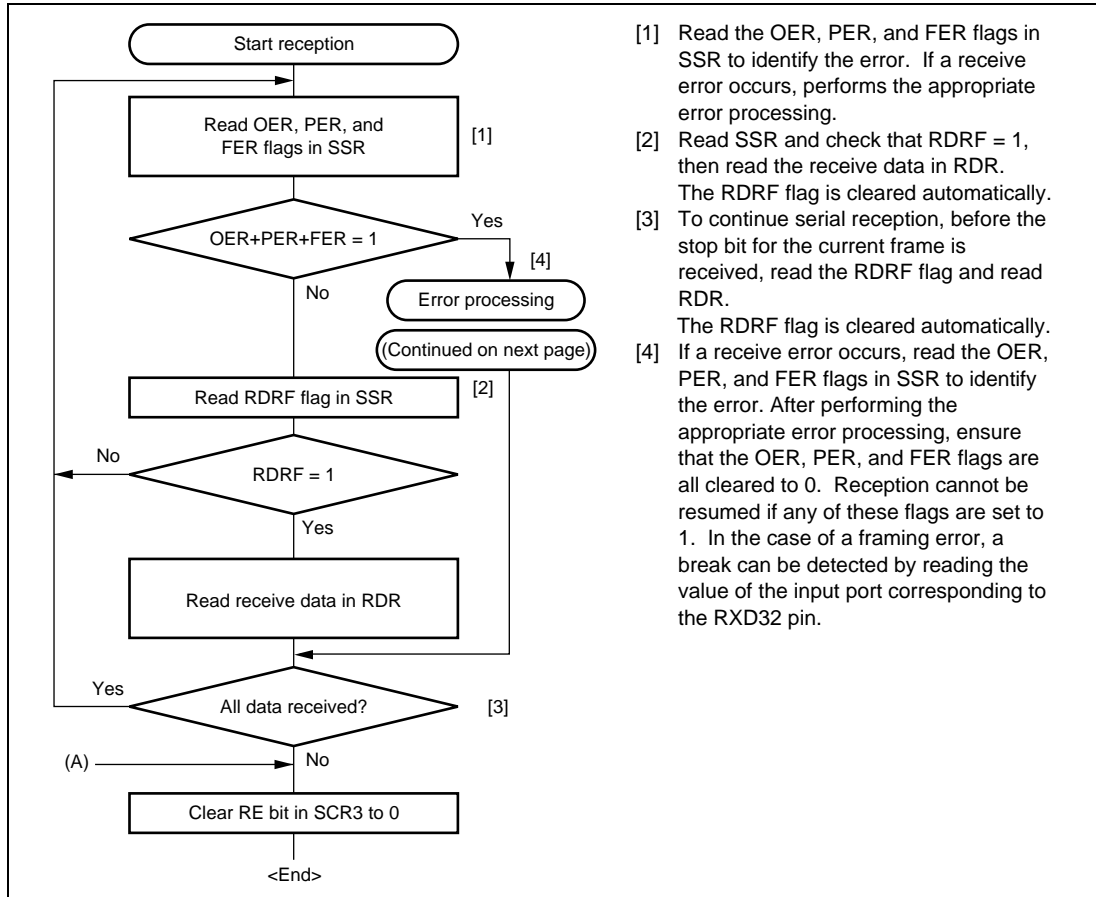 Start reception
Read OER, PER, and
FER flags in SSR
[1]
OER+PER+FER = 1
Yes
[4]
No
Error processing
(Continued on next page)
Read RDRF flag in SSR
[2]
No
RDRF = 1
Yes
Read receive data in RDR
Yes
All data received?
[3]
(A)
No
Clear RE bit in SCR3 to 0
<End>
[1] Read the OER, PER, and FER flags in
SSR to identify the error. If a receive
error occurs, performs the appropriate
error processing.
[2] Read SSR and check that RDRF = 1,
then read the receive data in RDR.
The RDRF flag is cleared automatically.
[3] To continue serial reception, before the
stop bit for the current frame is
received, read the RDRF flag and read
RDR.
The RDRF flag is cleared automatically.
[4] If a receive error occurs, read the OER,
PER, and FER flags in SSR to identify
the error. After performing the
appropriate error processing, ensure
that the OER, PER, and FER flags are
all cleared to 0. Reception cannot be
resumed if any of these flags are set to
1. In the case of a framing error, a
break can be detected by reading the
value of the input port corresponding to
the RXD32 pin.